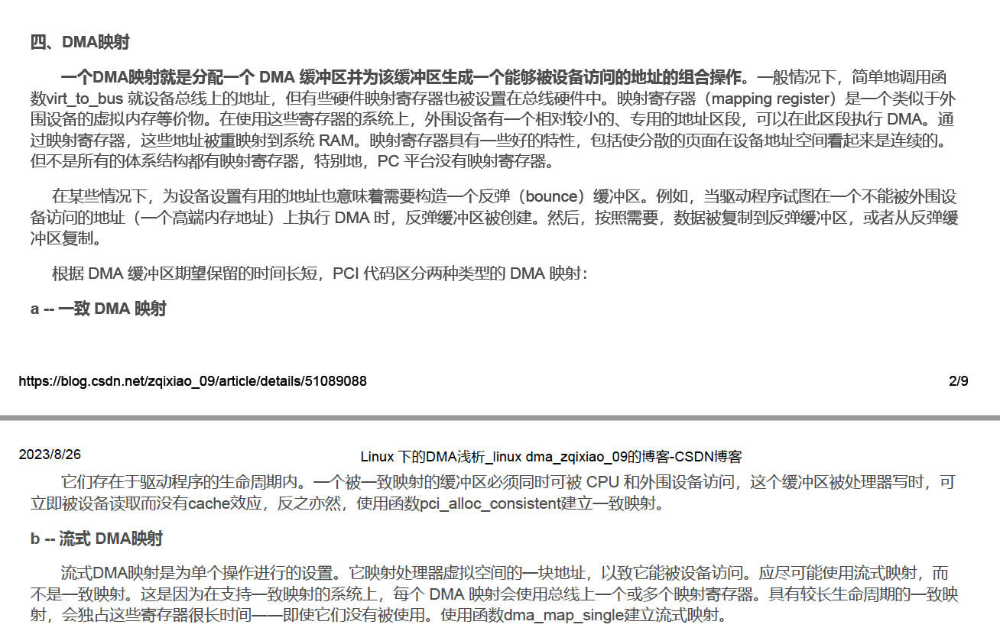 四、DMA映射
一个DMA映射就是分配一个 DMA 缓冲区并为该缓冲区生成一个能够被设备访问的地址的组合操作。一般情况下，简单地调用函
数virt_to_bus 就设备总线上的地址，但有些硬件映射寄存器也被设置在总线硬件中。映射寄存器（mapping register）是一个类似于外
围设备的虚拟内存等价物。在使用这些寄存器的系统上，外围设备有一个相对较小的、专用的地址区段，可以在此区段执行 DMA。通
过映射寄存器，这些地址被重映射到系统 RAM。映射寄存器具有一些好的特性，包括使分散的页面在设备地址空间看起来是连续的。
但不是所有的体系结构都有映射寄存器，特别地，PC 平台没有映射寄存器。
在某些情况下，为设备设置有用的地址也意味着需要构造一个反弹（bounce）缓冲区。例如，当驱动程序试图在一个不能被外围设
备访问的地址（一个高端内存地址）上执行 DMA 时，反弹缓冲区被创建。然后，按照需要，数据被复制到反弹缓冲区，或者从反弹缓
冲区复制。
根据 DMA 缓冲区期望保留的时间长短，PCI 代码区分两种类型的 DMA 映射：
a -- 一致 DMA 映射
https://blog.csdn.net/zqixiao_09/article/details/51089088 2/9
2023/8/26 Linux 下的DMA浅析_linux dma_zqixiao_09的博客-CSDN博客
它们存在于驱动程序的生命周期内。一个被一致映射的缓冲区必须同时可被 CPU 和外围设备访问，这个缓冲区被处理器写时，可
立即被设备读取而没有cache效应，反之亦然，使用函数pci_alloc_consistent建立一致映射。
b -- 流式 DMA映射
流式DMA映射是为单个操作进行的设置。它映射处理器虚拟空间的一块地址，以致它能被设备访问。应尽可能使用流式映射，而
不是一致映射。这是因为在支持一致映射的系统上，每个 DMA 映射会使用总线上一个或多个映射寄存器。具有较长生命周期的一致映
射，会独占这些寄存器很长时间——即使它们没有被使用。使用函数dma_map_single建立流式映射。